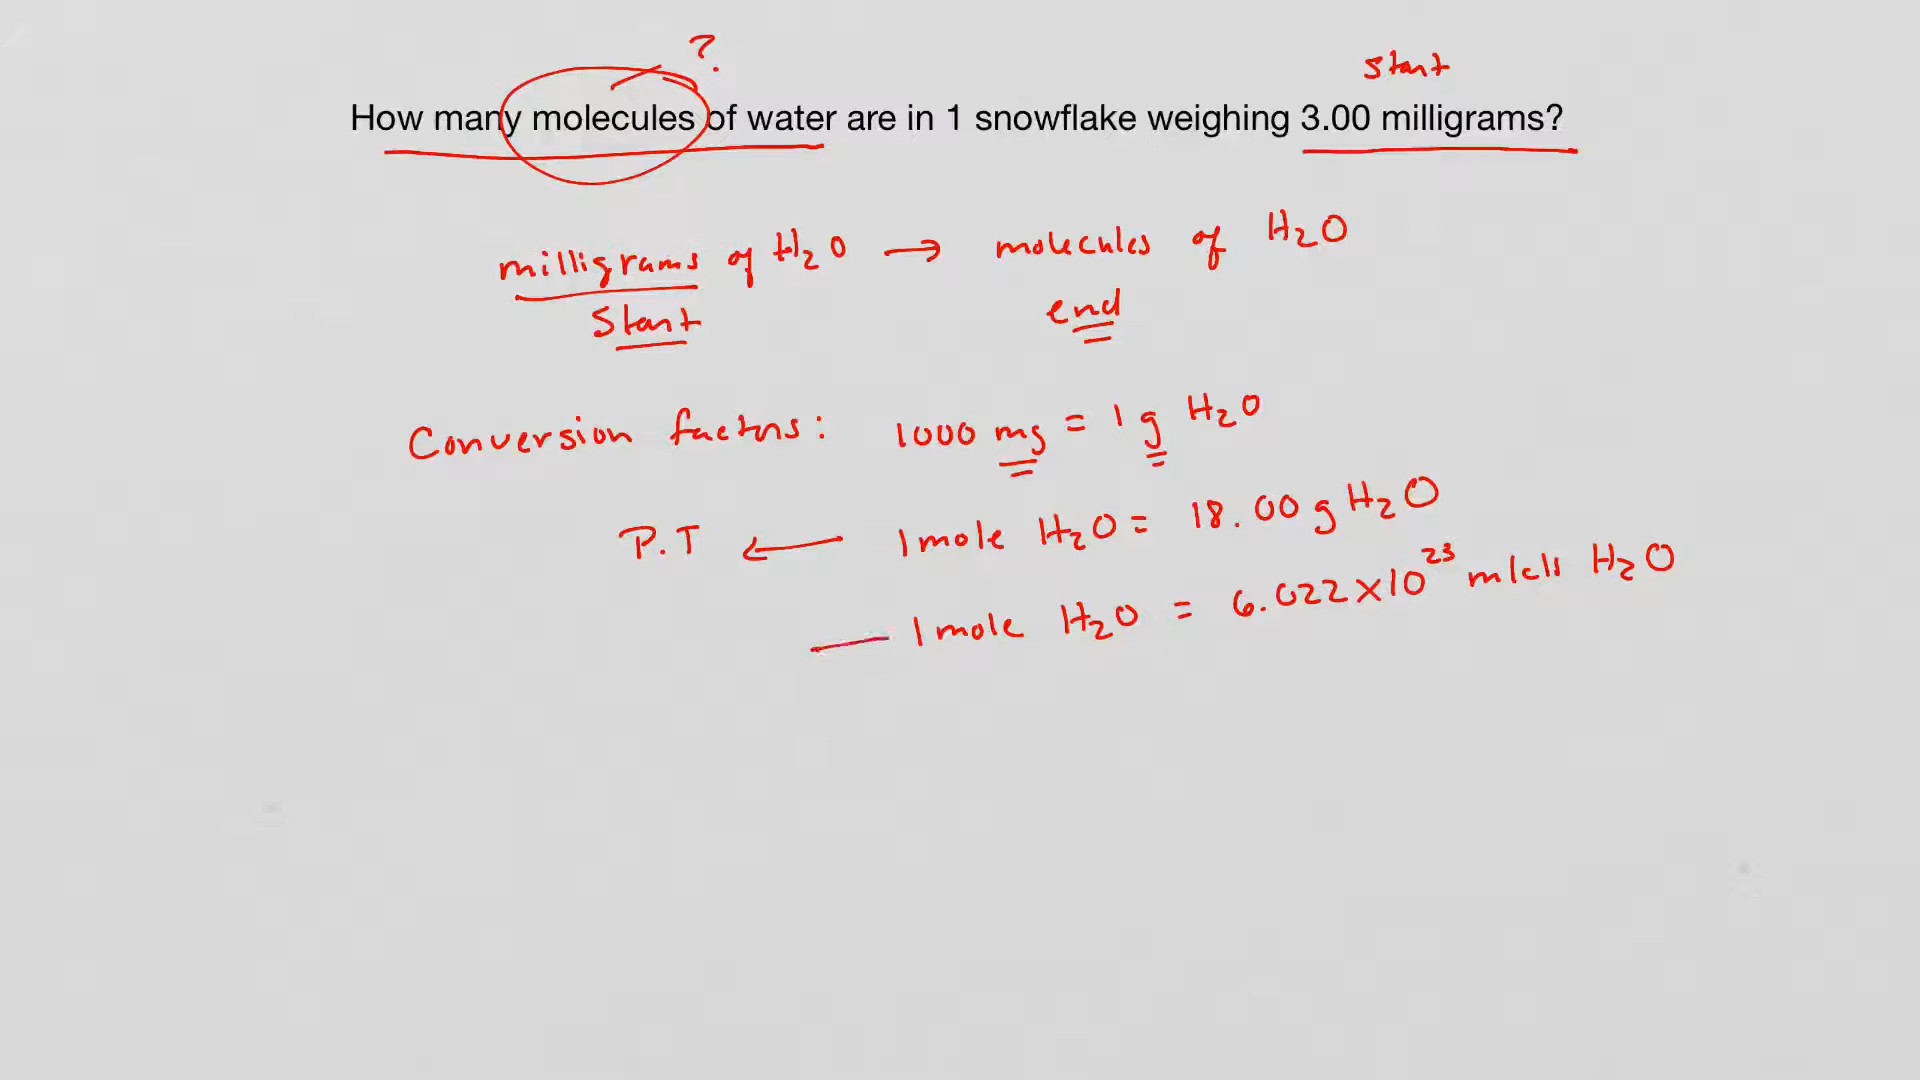 ?
start
How many molecules of water are in 1 snowflake weighing 3.00 milligrams?
milligrams of H₂O → molecules of H₂O
Start end
Conversion factors: 1000 mg = 1 g H₂O
P.T ← 1 mole H₂O = 18.00 g H₂O
1 mole H₂O = 6.022 x 10²³ mlcls H₂O